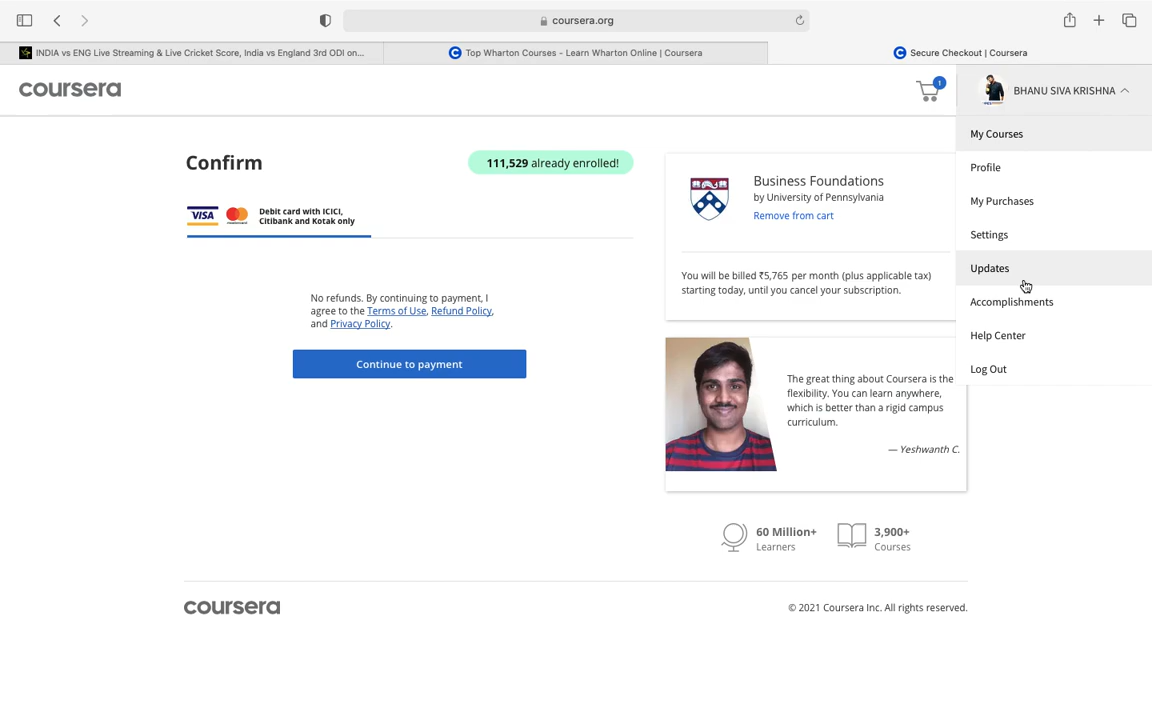 coursera.org
INDIA vs ENG Live Streaming & Live Cricket Score, India vs England 3rd ODI on...
Top Wharton Courses - Learn Wharton Online | Coursera
Secure Checkout | Coursera
coursera
1
BHANU SIVA KRISHNA
My Courses
Profile
My Purchases
Settings
Updates
Accomplishments
Help Center
Log Out
Confirm
111,529 already enrolled!
VISA
Debit card with ICICI,
Citibank and Kotak only
No refunds. By continuing to payment, I
agree to the Terms of Use, Refund Policy,
and Privacy Policy.
Continue to payment
Business Foundations
by University of Pennsylvania
Remove from cart
You will be billed ₹5,765 per month (plus applicable tax)
starting today, until you cancel your subscription.
The great thing about Coursera is the
flexibility. You can learn anywhere,
which is better than a rigid campus
curriculum.
— Yeshwanth C.
60 Million+
Learners
3,900+
Courses
coursera
© 2021 Coursera Inc. All rights reserved.